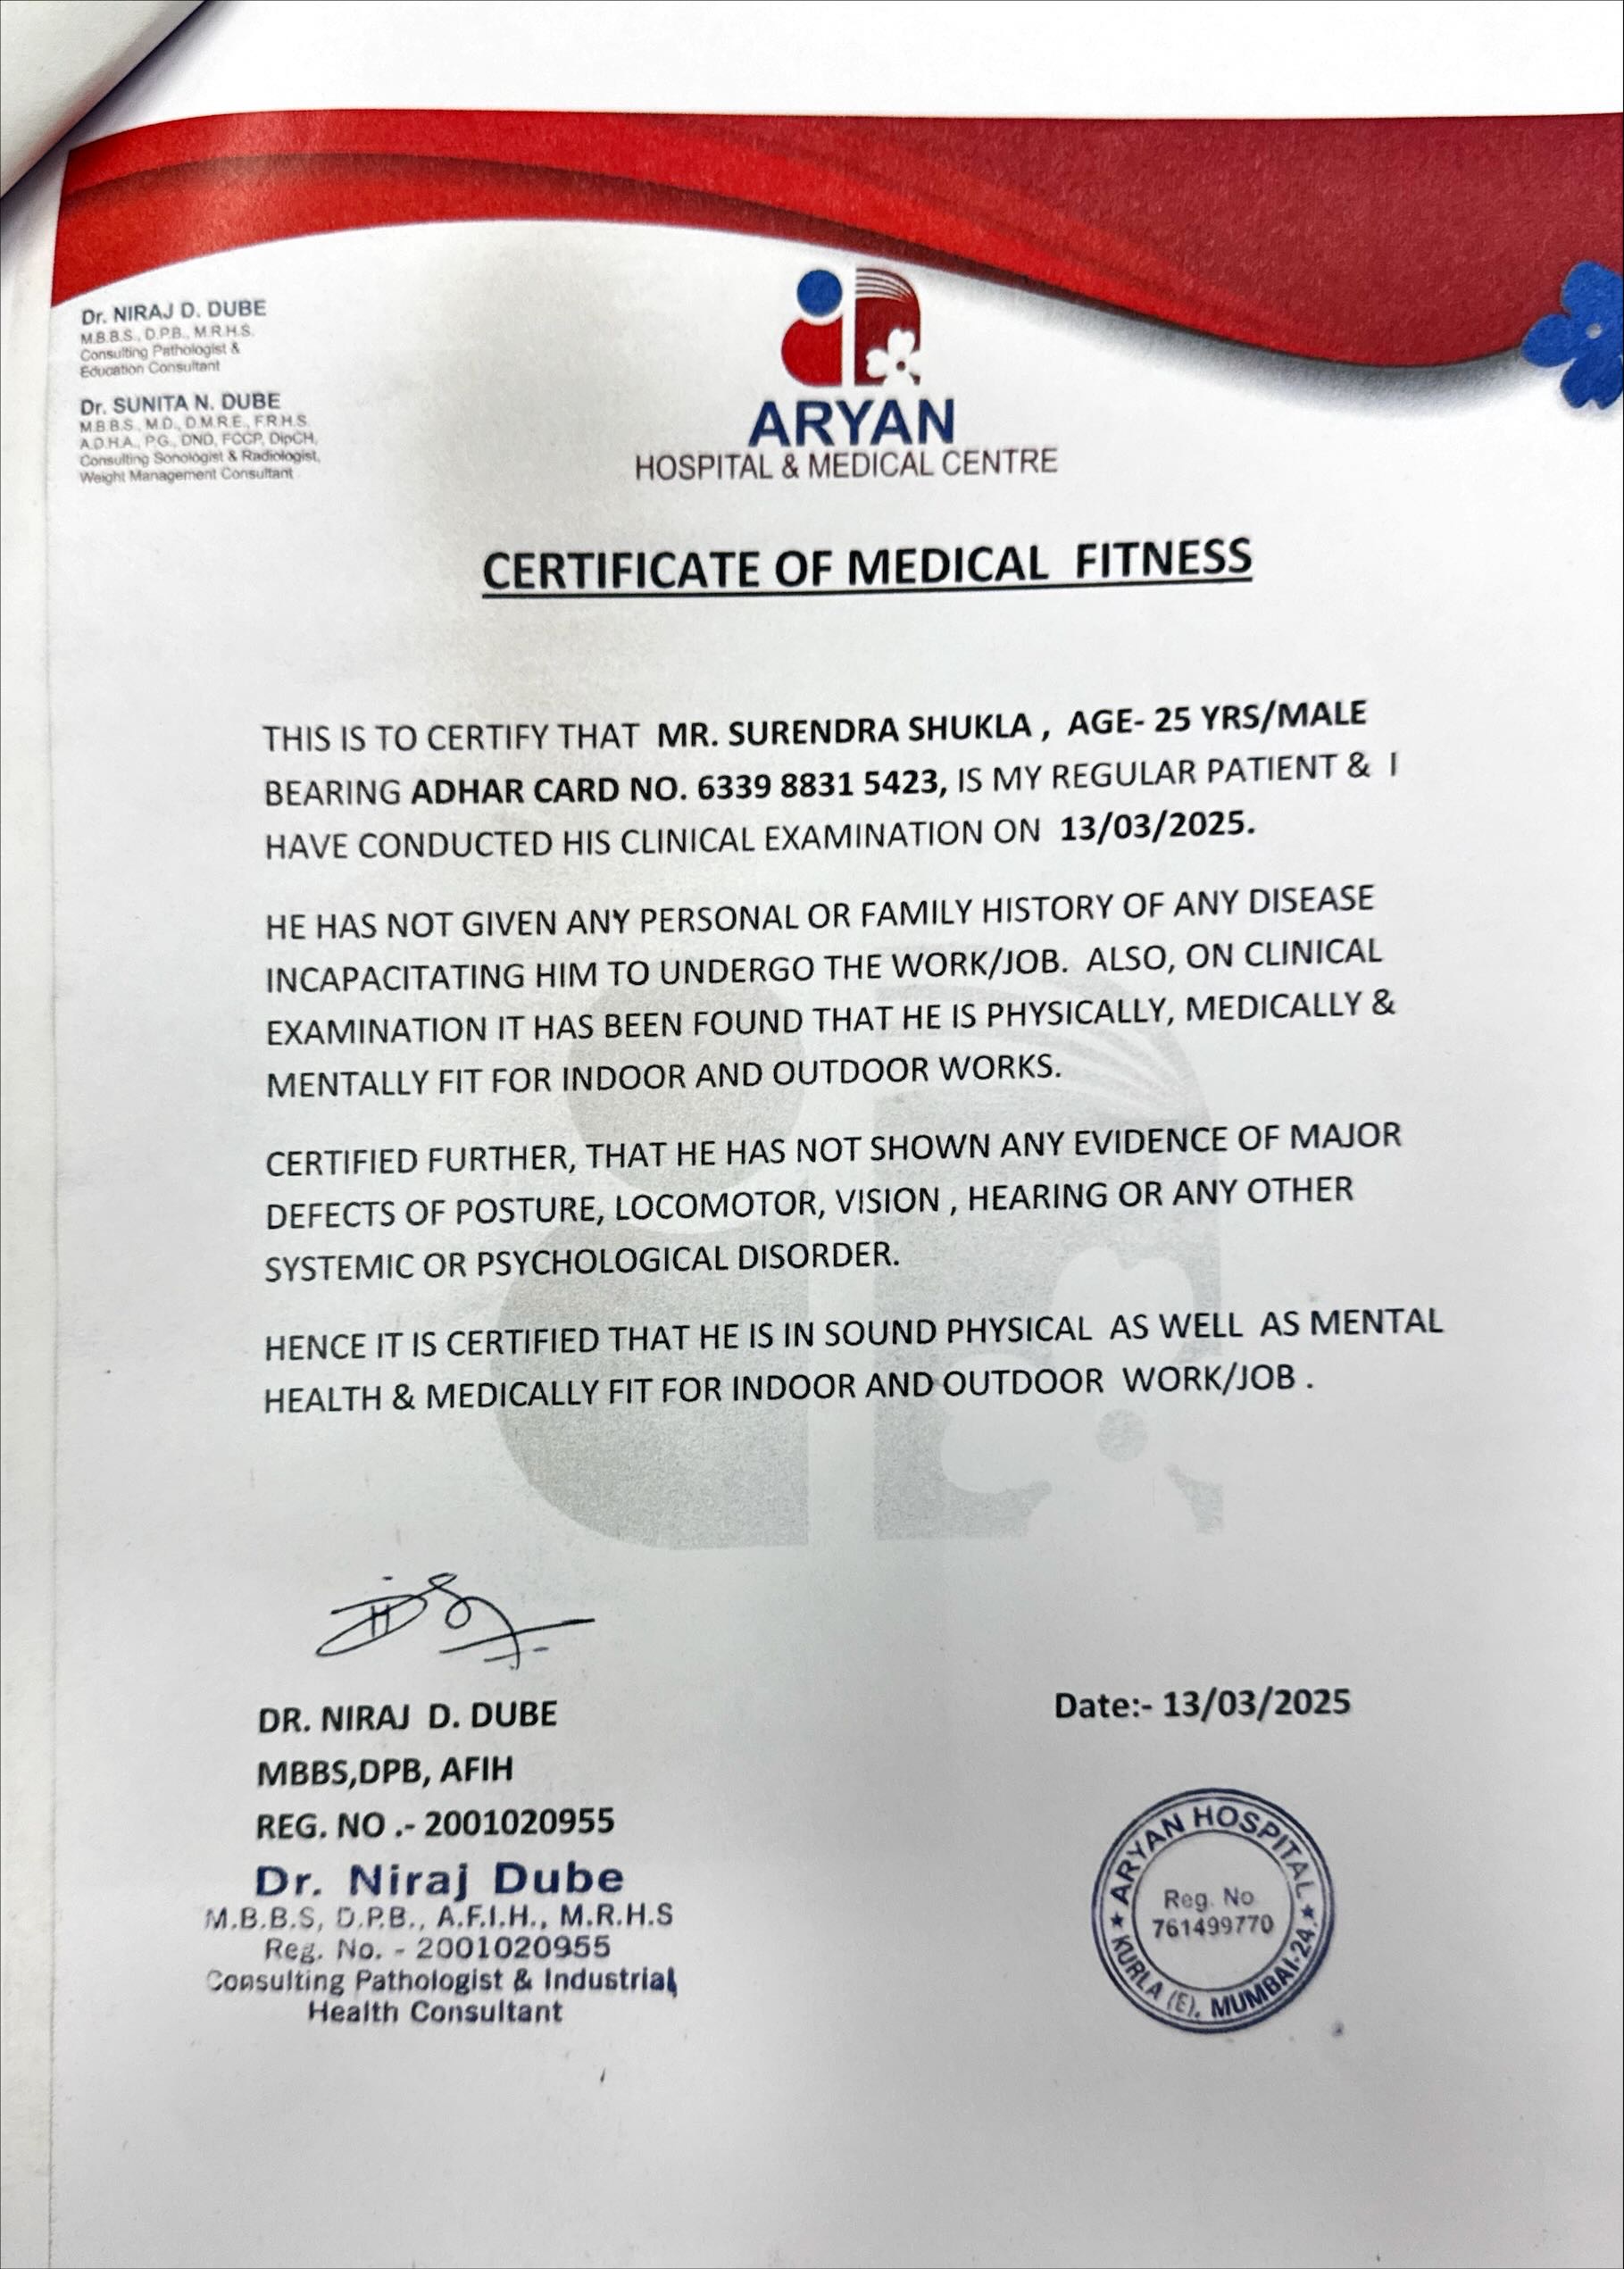 Dr. NIRAJ D. DUBE
M.B.B.S., D.P.B., M.R.H.S.
Consulting Pathologist &
Education Consultant
Dr. SUNITA N. DUBE
M.B.B.S., M.D., D.M.R.E., F.R.H.S.
A.D.H.A., P.G., DND, FCCP, DipCH,
Consulting Sonologist & Radiologist,
Weight Management Consultant
ARYAN
HOSPITAL & MEDICAL CENTRE
CERTIFICATE OF MEDICAL FITNESS
THIS IS TO CERTIFY THAT MR. SURENDRA SHUKLA , AGE- 25 YRS/MALE
BEARING ADHAR CARD NO. 6339 8831 5423, IS MY REGULAR PATIENT & I
HAVE CONDUCTED HIS CLINICAL EXAMINATION ON 13/03/2025.
HE HAS NOT GIVEN ANY PERSONAL OR FAMILY HISTORY OF ANY DISEASE
INCAPACITATING HIM TO UNDERGO THE WORK/JOB. ALSO, ON CLINICAL
EXAMINATION IT HAS BEEN FOUND THAT HE IS PHYSICALLY, MEDICALLY &
MENTALLY FIT FOR INDOOR AND OUTDOOR WORKS.
CERTIFIED FURTHER, THAT HE HAS NOT SHOWN ANY EVIDENCE OF MAJOR
DEFECTS OF POSTURE, LOCOMOTOR, VISION , HEARING OR ANY OTHER
SYSTEMIC OR PSYCHOLOGICAL DISORDER.
HENCE IT IS CERTIFIED THAT HE IS IN SOUND PHYSICAL AS WELL AS MENTAL
HEALTH & MEDICALLY FIT FOR INDOOR AND OUTDOOR WORK/JOB .
DR. NIRAJ D. DUBE
MBBS,DPB, AFIH
REG. NO .- 2001020955
Dr. Niraj Dube
M.B.B.S, D.P.B., A.F.I.H., M.R.H.S
Reg. No. - 2001020955
Consulting Pathologist & Industrial
Health Consultant
Date:- 13/03/2025
ARYAN HOSPITAL
Reg. No
761499770
KURLA (E), MUMBAI-24.